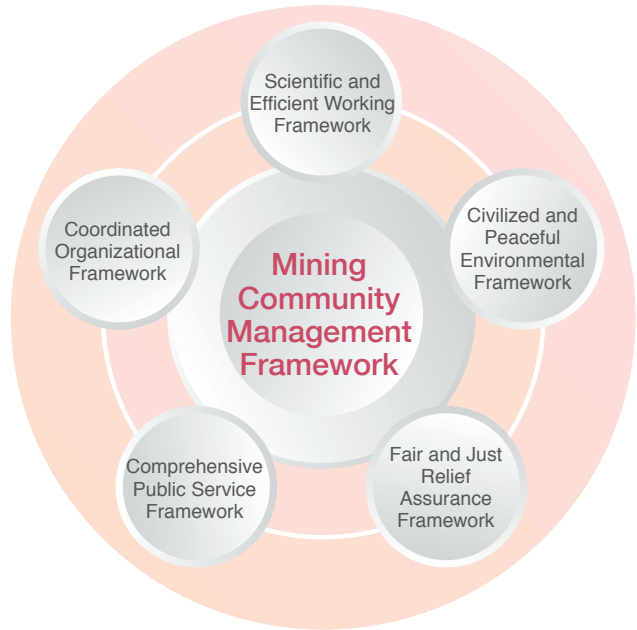 Scientific and
Efficient Working
Framework
Coordinated
Organizational
Framework
Civilized and
Peaceful
Environmental
Framework
Mining
Community
Management
Framework
Comprehensive
Public Service
Framework
Fair and Just
Relief
Assurance
Framework